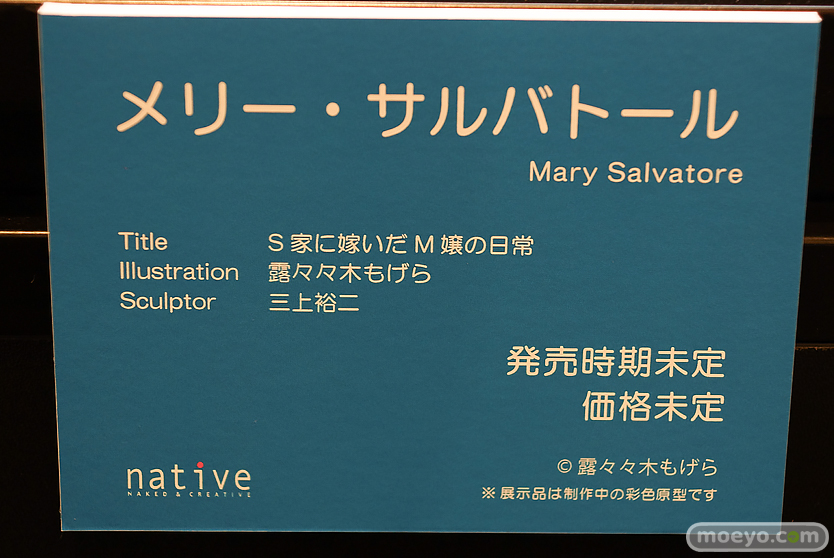 メリー・サルバトール
Mary Salvatore
Title S家に嫁いだM嬢の日常
Illustration 露々々木もげら
Sculptor 三上裕二
発売時期未定
価格未定
native
NAKED & CREATIVE
© 露々々木もげら
※展示品は制作中の彩色原型です
moeyo.com